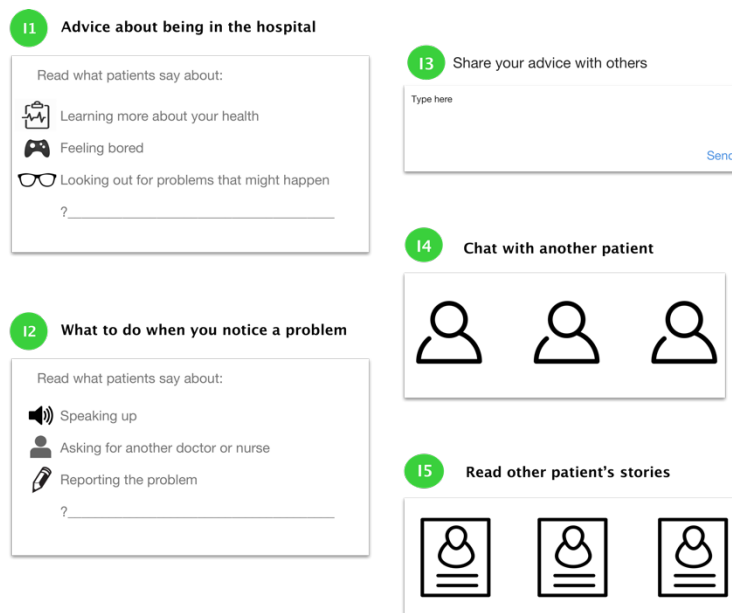 I1 Advice about being in the hospital
Read what patients say about:
Learning more about your health
Feeling bored
Looking out for problems that might happen
?______________________________________
I2 What to do when you notice a problem
Read what patients say about:
Speaking up
Asking for another doctor or nurse
Reporting the problem
?______________________________________
I3 Share your advice with others
Type here
Send
I4 Chat with another patient
I5 Read other patient's stories